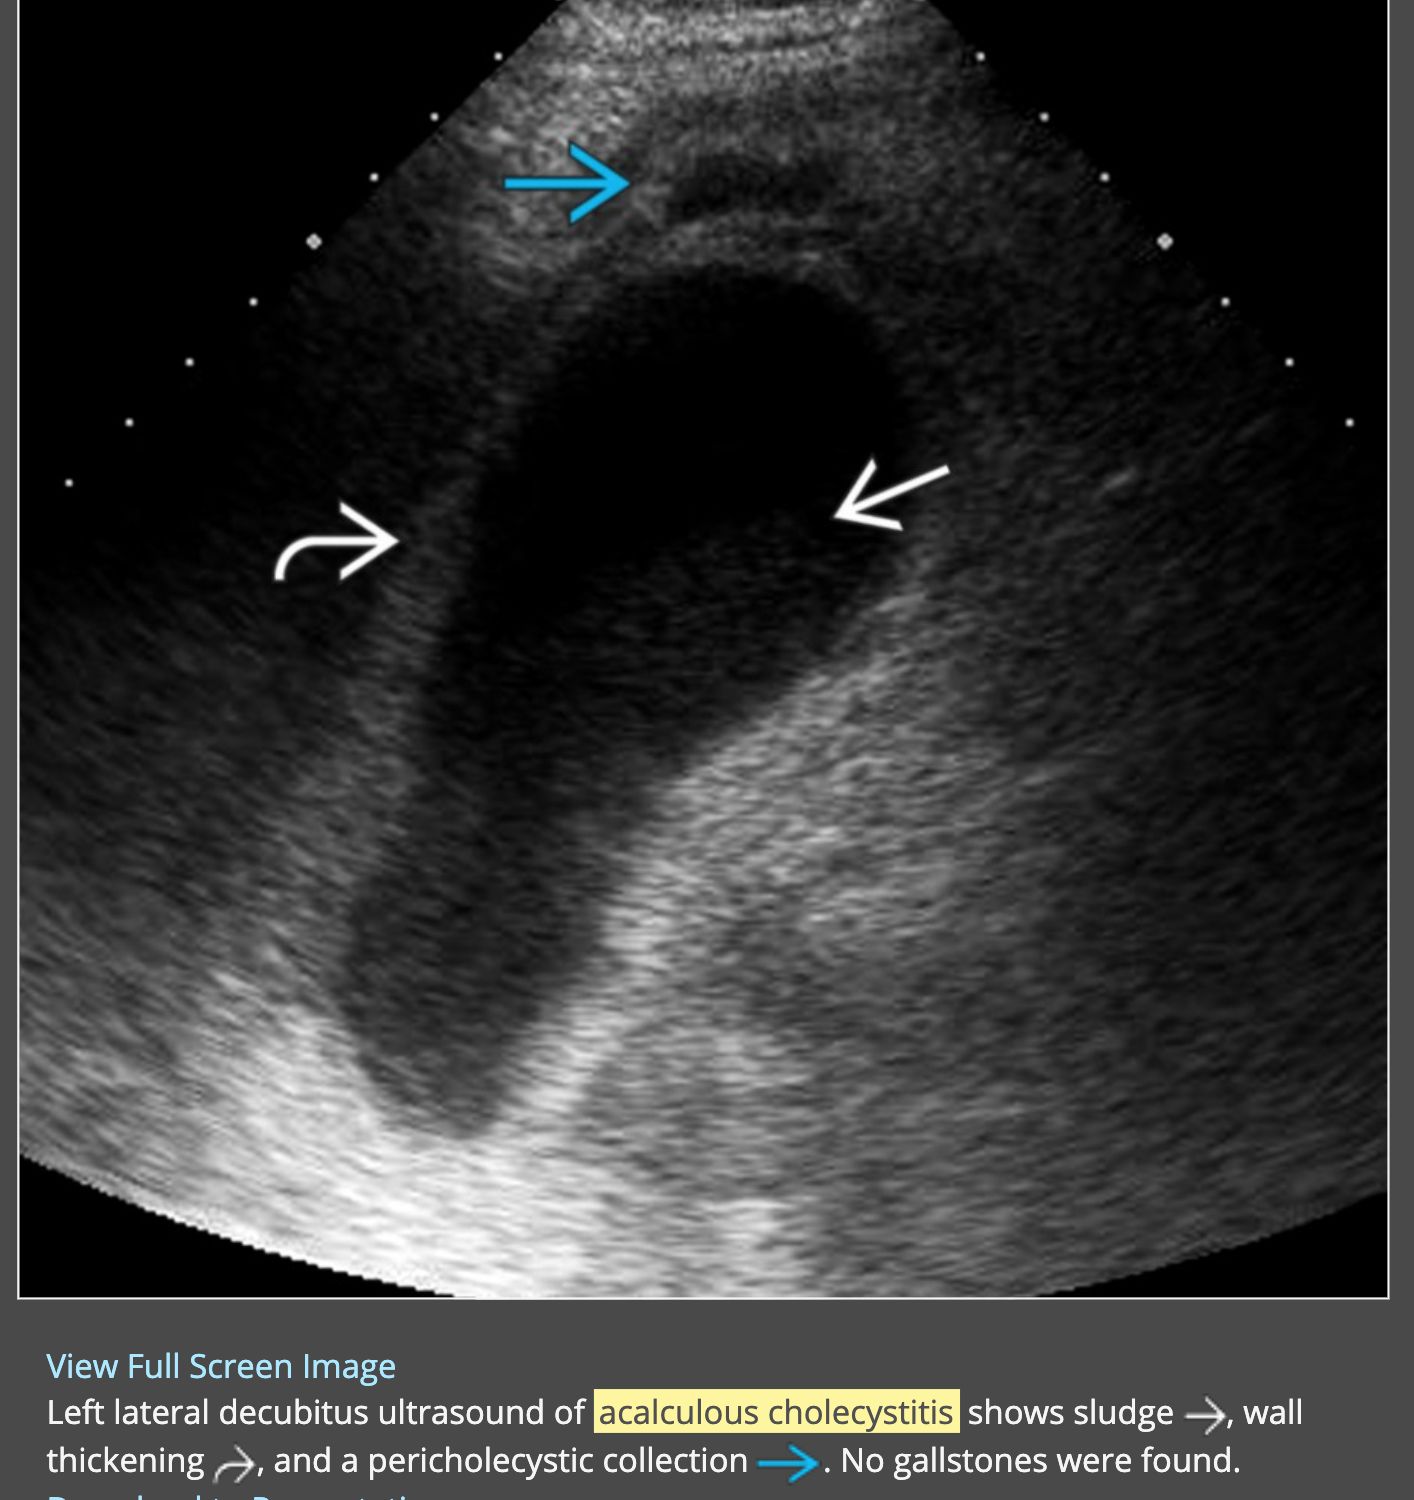 View Full Screen Image
Left lateral decubitus ultrasound of acalculous cholecystitis shows sludge , wall
thickening , and a pericholecystic collection . No gallstones were found.